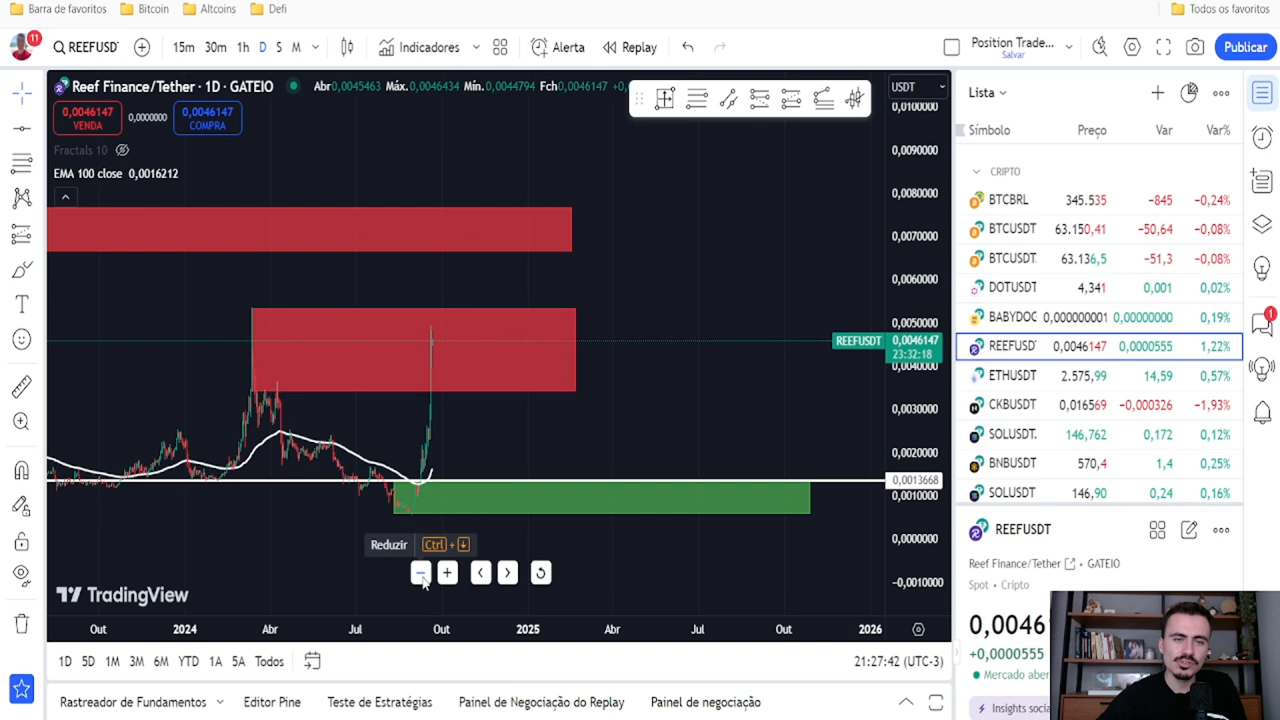 Barra de favoritos Bitcoin Altcoins Defi Todos os favoritos
11 REEFUSD 15m 30m 1h D S M Indicadores Alerta Replay Position Trade... Salvar Publicar
Reef Finance/Tether · 1D · GATEIO Abr0,0045463 Máx.0,0046434 Mín.0,0044794 Fch0,0046147 USDT
0,0046147 VENDA 0,0000000 0,0046147 COMPRA
Fractals 10
EMA 100 close 0,0016212
0,0100000
0,0090000
0,0080000
0,0070000
0,0060000
0,0050000
REEFUSDT 0,0046147
23:32:18
0,0040000
0,0030000
0,0020000
0,0013668
0,0010000
0,0000000
-0,0010000
Reduzir Ctrl + ↓
TradingView
Out 2024 Abr Jul Out 2025 Abr Jul Out 2026
1D 5D 1M 3M 6M YTD 1A 5A Todos 21:27:42 (UTC-3)
Rastreador de Fundamentos Editor Pine Teste de Estratégias Painel de Negociação do Replay Painel de negociação
Lista
Símbolo Preço Var Var%
CRIPTO
BTCBRL 345.535 −845 −0,24%
BTCUSDT 63.150,41 −50,64 −0,08%
BTCUSDT. 63.136,5 −51,3 −0,08%
DOTUSDT 4,341 0,001 0,02%
BABYDOC 0,000000001 0,00000000 0,19%
REEFUSD 0,0046147 0,0000555 1,22%
ETHUSDT 2.575,99 14,59 0,57%
CKBUSDT 0,016569 −0,000326 −1,93%
SOLUSDT. 146,762 0,172 0,12%
BNBUSDT 570,4 1,4 0,25%
SOLUSDT 146,90 0,24 0,16%
1
REEFUSDT
Reef Finance/Tether • GATEIO
Spot • Cripto
0,0046
+0,0000555
Mercado aber
Insights socia